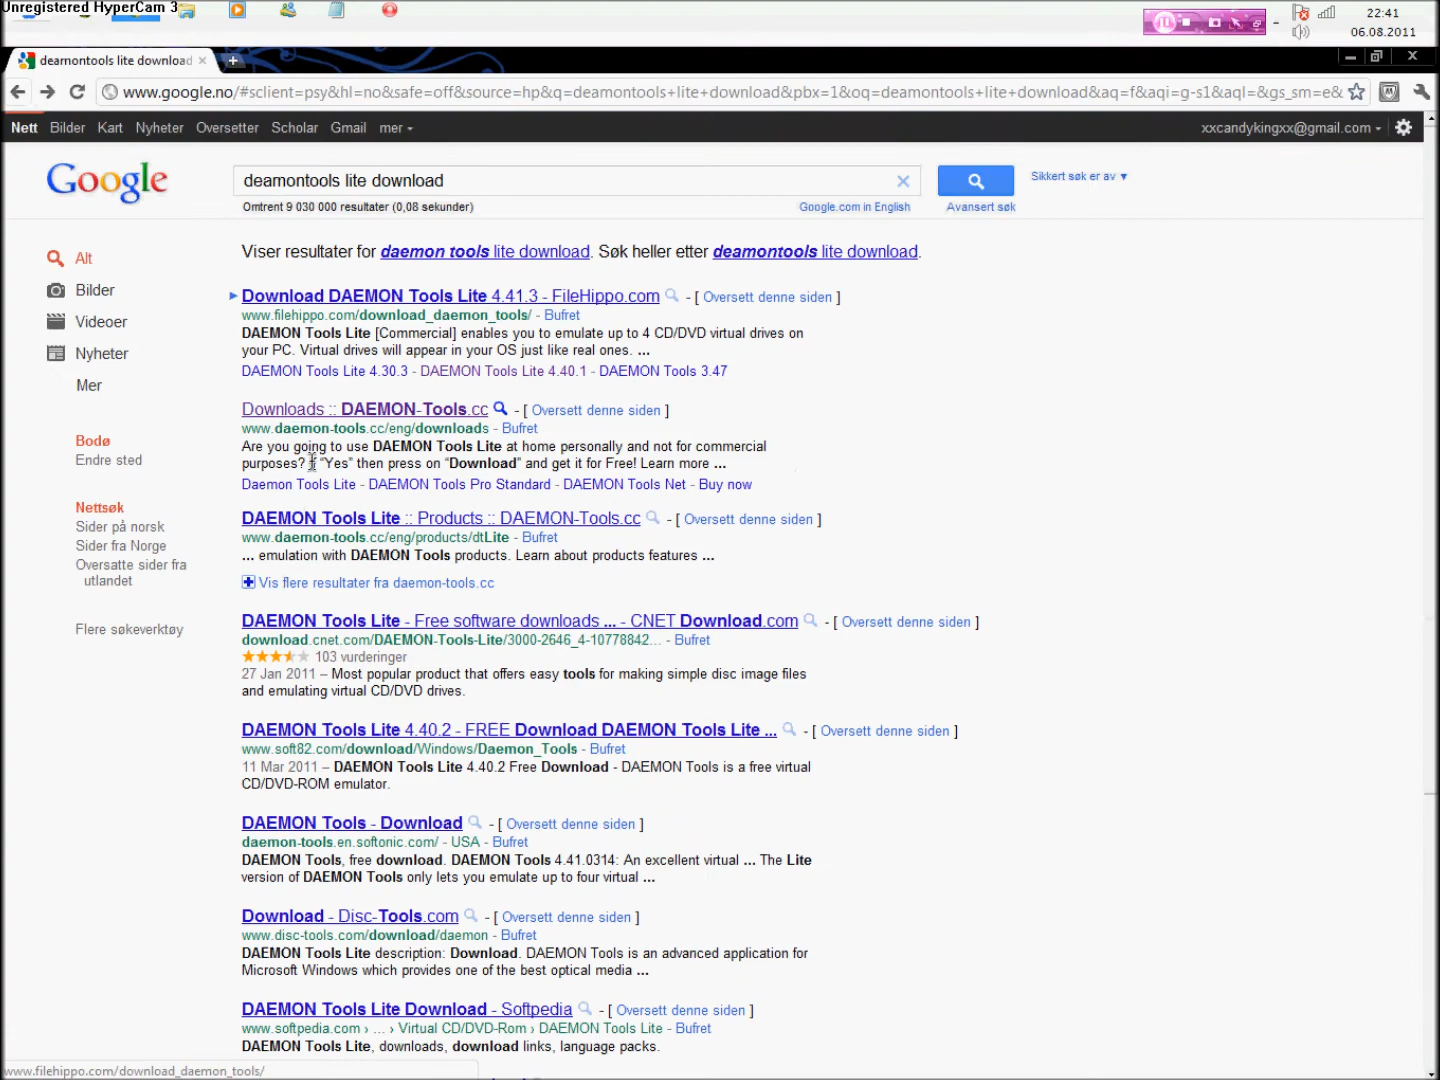 Unregistered HyperCam 3
22:41
06.08.2011
deamontools lite download
www.google.no/#sclient=psy&hl=no&safe=off&source=hp&q=deamontools+lite+download&pbx=1&oq=deamontools+lite+download&aq=f&aqi=g-s1&aql=&gs_sm=e&
Nett Bilder Kart Nyheter Oversetter Scholar Gmail mer
xxcandykingxx@gmail.com
Google
deamontools lite download
Sikkert søk er av
Omtrent 9 030 000 resultater (0,08 sekunder)
Google.com in English
Avansert søk
Alt
Bilder
Videoer
Nyheter
Mer
Bodø
Endre sted
Nettsøk
Sider på norsk
Sider fra Norge
Oversatte sider fra
utlandet
Flere søkeverktøy
Viser resultater for daemon tools lite download. Søk heller etter deamontools lite download.
Download DAEMON Tools Lite 4.41.3 - FileHippo.com - [ Oversett denne siden ]
www.filehippo.com/download_daemon_tools/ - Bufret
DAEMON Tools Lite [Commercial] enables you to emulate up to 4 CD/DVD virtual drives on
your PC. Virtual drives will appear in your OS just like real ones. ...
DAEMON Tools Lite 4.30.3 - DAEMON Tools Lite 4.40.1 - DAEMON Tools 3.47
Downloads :: DAEMON-Tools.cc - [ Oversett denne siden ]
www.daemon-tools.cc/eng/downloads - Bufret
Are you going to use DAEMON Tools Lite at home personally and not for commercial
purposes? “Yes” then press on “Download” and get it for Free! Learn more ...
Daemon Tools Lite - DAEMON Tools Pro Standard - DAEMON Tools Net - Buy now
DAEMON Tools Lite :: Products :: DAEMON-Tools.cc - [ Oversett denne siden ]
www.daemon-tools.cc/eng/products/dtLite - Bufret
... emulation with DAEMON Tools products. Learn about products features ...
Vis flere resultater fra daemon-tools.cc
DAEMON Tools Lite - Free software downloads ... - CNET Download.com - [ Oversett denne siden ]
download.cnet.com/DAEMON-Tools-Lite/3000-2646_4-10778842... - Bufret
103 vurderinger
27 Jan 2011 – Most popular product that offers easy tools for making simple disc image files
and emulating virtual CD/DVD drives.
DAEMON Tools Lite 4.40.2 - FREE Download DAEMON Tools Lite ... - [ Oversett denne siden ]
www.soft82.com/download/Windows/Daemon_Tools - Bufret
11 Mar 2011 – DAEMON Tools Lite 4.40.2 Free Download - DAEMON Tools is a free virtual
CD/DVD-ROM emulator.
DAEMON Tools - Download - [ Oversett denne siden ]
daemon-tools.en.softonic.com/ - USA - Bufret
DAEMON Tools, free download. DAEMON Tools 4.41.0314: An excellent virtual ... The Lite
version of DAEMON Tools only lets you emulate up to four virtual ...
Download - Disc-Tools.com - [ Oversett denne siden ]
www.disc-tools.com/download/daemon - Bufret
DAEMON Tools Lite description: Download. DAEMON Tools is an advanced application for
Microsoft Windows which provides one of the best optical media ...
DAEMON Tools Lite Download - Softpedia - [ Oversett denne siden ]
www.softpedia.com › ... › Virtual CD/DVD-Rom › DAEMON Tools Lite - Bufret
DAEMON Tools Lite, downloads, download links, language packs.
www.filehippo.com/download_daemon_tools/